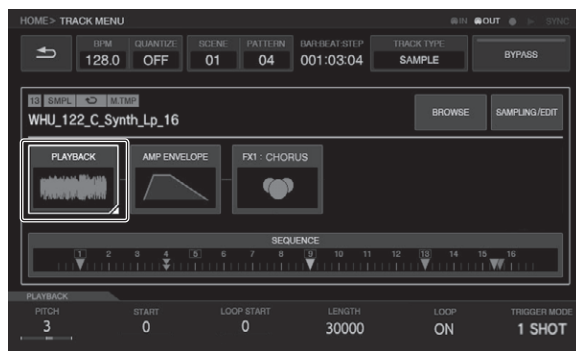 HOME> TRACK MENU
IN OUT SYNC
BPM QUANTIZE SCENE PATTERN BAR:BEAT:STEP TRACK TYPE
128.0 OFF 01 04 001:03:04 SAMPLE BYPASS
13 SMPL M.TMP
WHU_122_C_Synth_Lp_16
BROWSE SAMPLING/EDIT
PLAYBACK AMP ENVELOPE FX1 : CHORUS
SEQUENCE
1 2 3 4 5 6 7 8 9 10 11 12 13 14 15 16
PLAYBACK
PITCH START LOOP START LENGTH LOOP TRIGGER MODE
3 0 0 30000 ON 1 SHOT